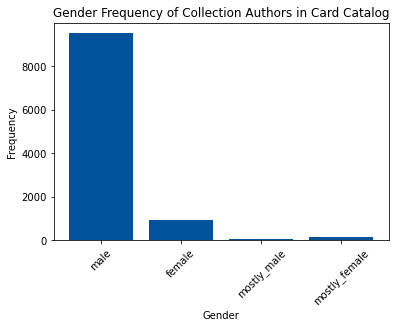 Gender Frequency of Collection Authors in Card Catalog
Frequency
8000
6000
4000
2000
0
male
female
mostly_male
mostly_female
Gender